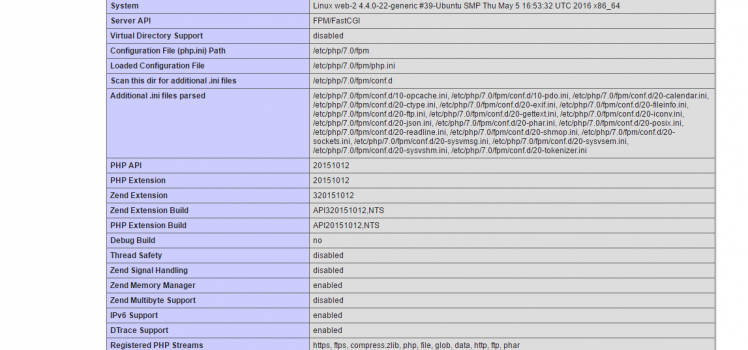 System Linux web-2 4.4.0-22-generic #39-Ubuntu SMP Thu May 5 16:53:32 UTC 2016 x86_64
Server API FPM/FastCGI
Virtual Directory Support disabled
Configuration File (php.ini) Path /etc/php/7.0/fpm
Loaded Configuration File /etc/php/7.0/fpm/php.ini
Scan this dir for additional .ini files /etc/php/7.0/fpm/conf.d
Additional .ini files parsed /etc/php/7.0/fpm/conf.d/10-opcache.ini, /etc/php/7.0/fpm/conf.d/10-pdo.ini, /etc/php/7.0/fpm/conf.d/20-calendar.ini,
/etc/php/7.0/fpm/conf.d/20-ctype.ini, /etc/php/7.0/fpm/conf.d/20-exif.ini, /etc/php/7.0/fpm/conf.d/20-fileinfo.ini,
/etc/php/7.0/fpm/conf.d/20-ftp.ini, /etc/php/7.0/fpm/conf.d/20-gettext.ini, /etc/php/7.0/fpm/conf.d/20-iconv.ini,
/etc/php/7.0/fpm/conf.d/20-json.ini, /etc/php/7.0/fpm/conf.d/20-phar.ini, /etc/php/7.0/fpm/conf.d/20-posix.ini,
/etc/php/7.0/fpm/conf.d/20-readline.ini, /etc/php/7.0/fpm/conf.d/20-shmop.ini, /etc/php/7.0/fpm/conf.d/20-
sockets.ini, /etc/php/7.0/fpm/conf.d/20-sysvmsg.ini, /etc/php/7.0/fpm/conf.d/20-sysvsem.ini,
/etc/php/7.0/fpm/conf.d/20-sysvshm.ini, /etc/php/7.0/fpm/conf.d/20-tokenizer.ini
PHP API 20151012
PHP Extension 20151012
Zend Extension 320151012
Zend Extension Build API320151012,NTS
PHP Extension Build API20151012,NTS
Debug Build no
Thread Safety disabled
Zend Signal Handling disabled
Zend Memory Manager enabled
Zend Multibyte Support disabled
IPv6 Support enabled
DTrace Support enabled
Registered PHP Streams https, ftps, compress.zlib, php, file, glob, data, http, ftp, phar